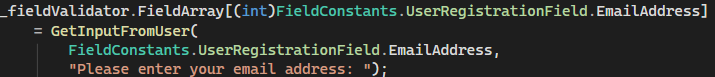 _fieldValidator.FieldArray[(int)FieldConstants.UserRegistrationField.EmailAddress]
= GetInputFromUser(
FieldConstants.UserRegistrationField.EmailAddress,
"Please enter your email address: ");